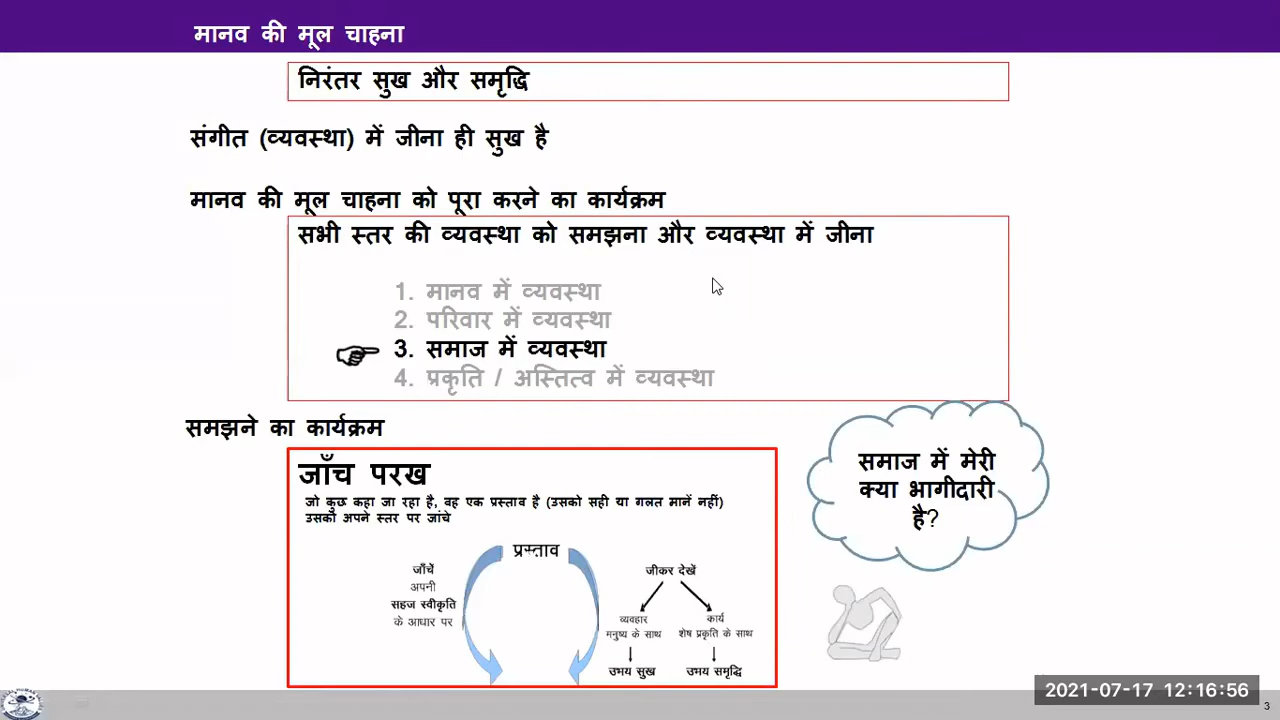 मानव की मूल चाहना
निरंतर सुख और समृद्धि
संगीत (व्यवस्था) में जीना ही सुख है
मानव की मूल चाहना को पूरा करने का कार्यक्रम
सभी स्तर की व्यवस्था को समझना और व्यवस्था में जीना
1. मानव में व्यवस्था
2. परिवार में व्यवस्था
3. समाज में व्यवस्था
4. प्रकृति / अस्तित्व में व्यवस्था
समझने का कार्यक्रम
जाँच परख
जो कुछ कहा जा रहा है, वह एक प्रस्ताव है (उसको सही या गलत मानें नहीं)
उसको अपने स्तर पर जांचे
प्रस्ताव
जाँचें
अपनी
सहज स्वीकृति
के आधार पर
जीकर देखें
व्यवहार
मनुष्य के साथ
उभय सुख
कार्य
शेष प्रकृति के साथ
उभय समृद्धि
समाज में मेरी
क्या भागीदारी
है?
2021-07-17 12:16:56
3